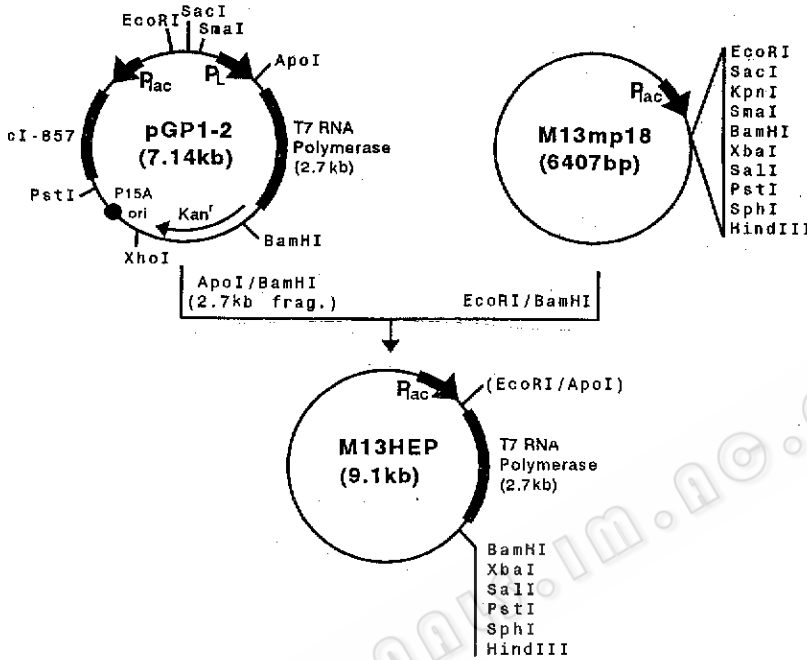 EcoRI
SacI
SmaI
Plac
PL
ApoI
cI-857
pGP1-2
(7.14kb)
T7 RNA
Polymerase
(2.7 kb)
PstI
P15A
ori
Kanr
XhoI
BamHI
Plac
M13mp18
(6407bp)
EcoRI
SacI
KpnI
SmaI
BamHI
XbaI
SalI
PstI
SphI
HindIII
ApoI/BamHI
(2.7kb frag.)
EcoRI/BamHI
Plac
(EcoRI/ApoI)
M13HEP
(9.1kb)
T7 RNA
Polymerase
(2.7kb)
BamHI
XbaI
SalI
PstI
SphI
HindIII